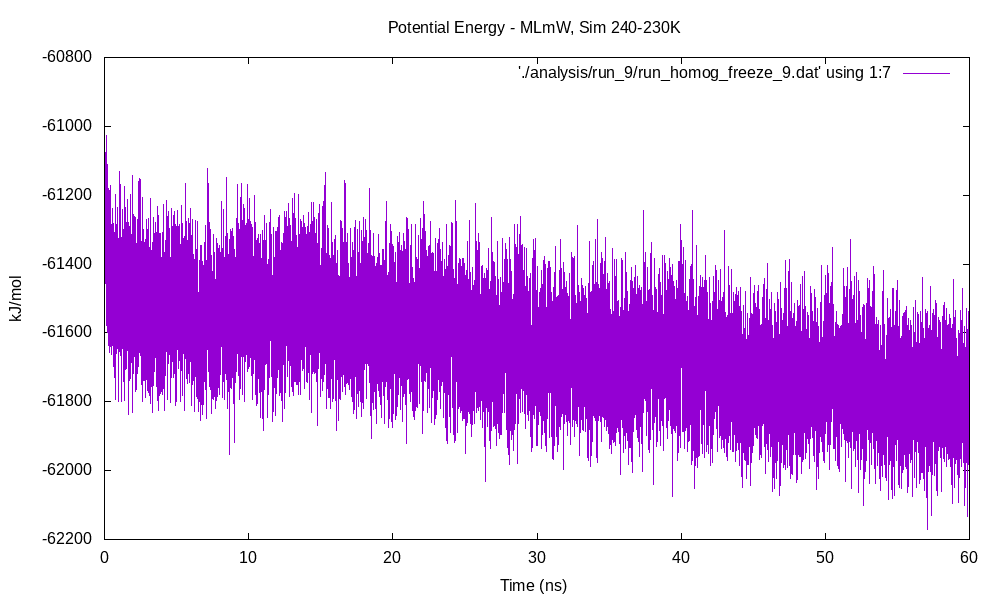 Potential Energy - MLmW, Sim 240-230K
'./analysis/run_9/run_homog_freeze_9.dat' using 1:7
kJ/mol
-60800
-61000
-61200
-61400
-61600
-61800
-62000
-62200
0 10 20 30 40 50 60
Time (ns)